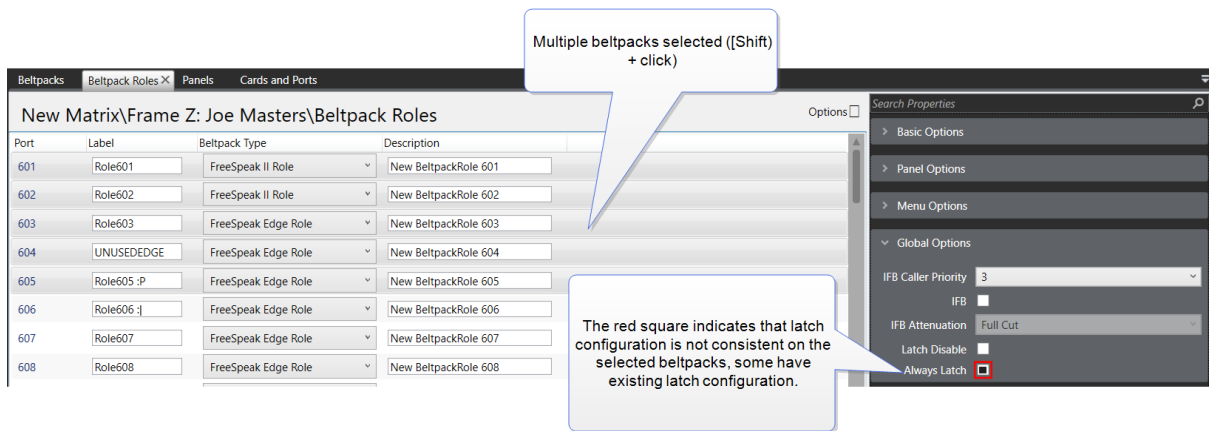 Multiple beltpacks selected ([Shift)
+ click)
Beltpacks Beltpack Roles X Panels Cards and Ports
New Matrix\Frame Z: Joe Masters\Beltpack Roles
Options
Search Properties
Port Label Beltpack Type Description
601 Role601 FreeSpeak II Role New BeltpackRole 601
602 Role602 FreeSpeak II Role New BeltpackRole 602
603 Role603 FreeSpeak Edge Role New BeltpackRole 603
604 UNUSEDEDGE FreeSpeak Edge Role New BeltpackRole 604
605 Role605 :P FreeSpeak Edge Role New BeltpackRole 605
606 Role606 :| FreeSpeak Edge Role New BeltpackRole 606
607 Role607 FreeSpeak Edge Role New BeltpackRole 607
608 Role608 FreeSpeak Edge Role New BeltpackRole 608
The red square indicates that latch
configuration is not consistent on the
selected beltpacks, some have
existing latch configuration.
Basic Options
Panel Options
Menu Options
Global Options
IFB Caller Priority 3
IFB
IFB Attenuation Full Cut
Latch Disable
Always Latch